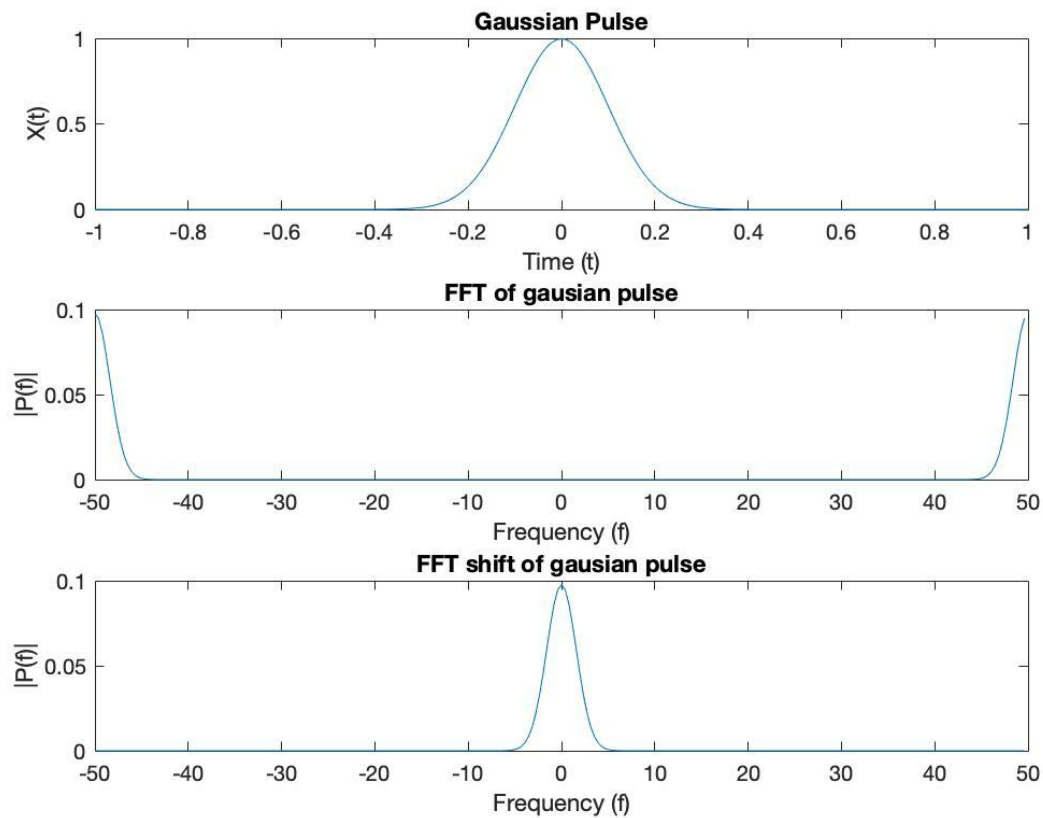 Gaussian Pulse
1
0.5
0
X(t)
-1 -0.8 -0.6 -0.4 -0.2 0 0.2 0.4 0.6 0.8 1
Time (t)
FFT of gausian pulse
0.1
0.05
0
|P(f)|
-50 -40 -30 -20 -10 0 10 20 30 40 50
Frequency (f)
FFT shift of gausian pulse
0.1
0.05
0
|P(f)|
-50 -40 -30 -20 -10 0 10 20 30 40 50
Frequency (f)